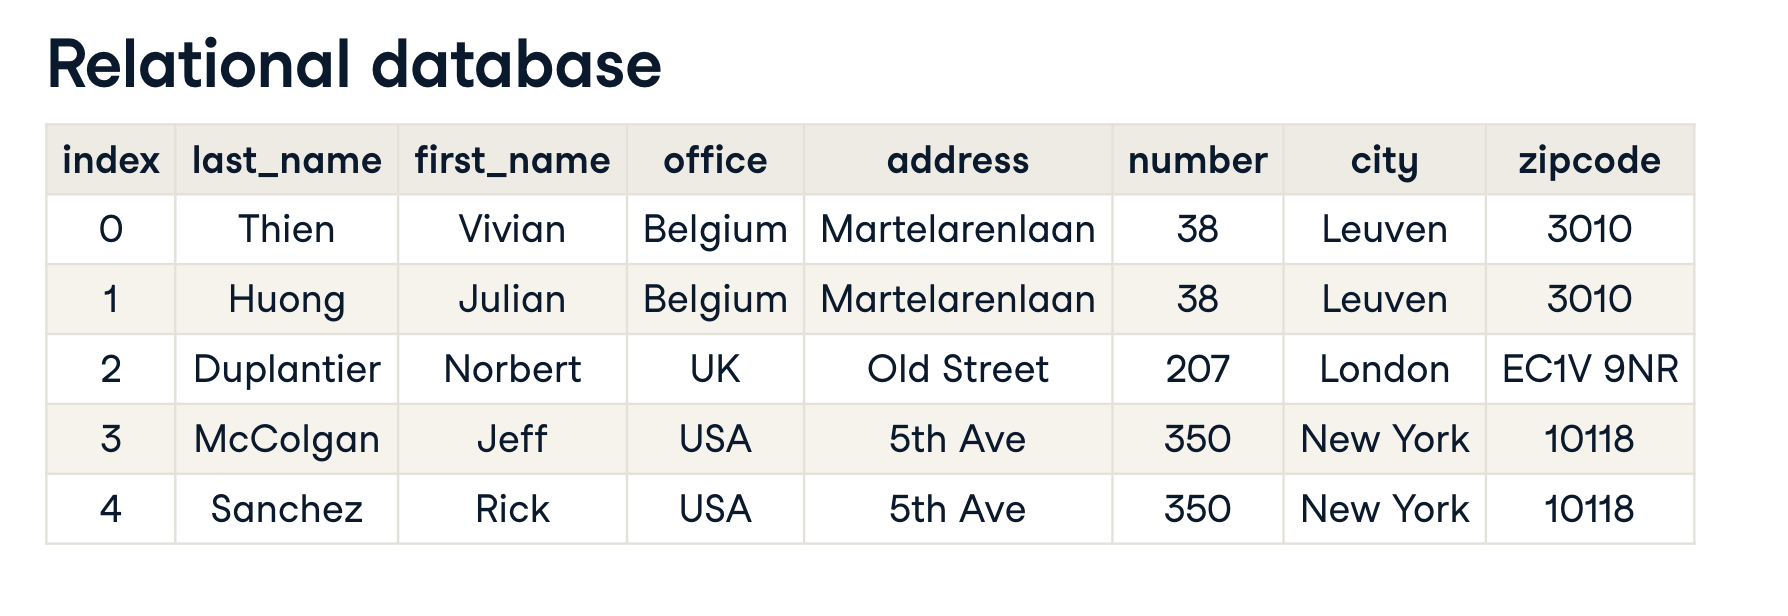 Relational database
index last_name first_name office address number city zipcode
0 Thien Vivian Belgium Martelarenlaan 38 Leuven 3010
1 Huong Julian Belgium Martelarenlaan 38 Leuven 3010
2 Duplantier Norbert UK Old Street 207 London EC1V 9NR
3 McColgan Jeff USA 5th Ave 350 New York 10118
4 Sanchez Rick USA 5th Ave 350 New York 10118